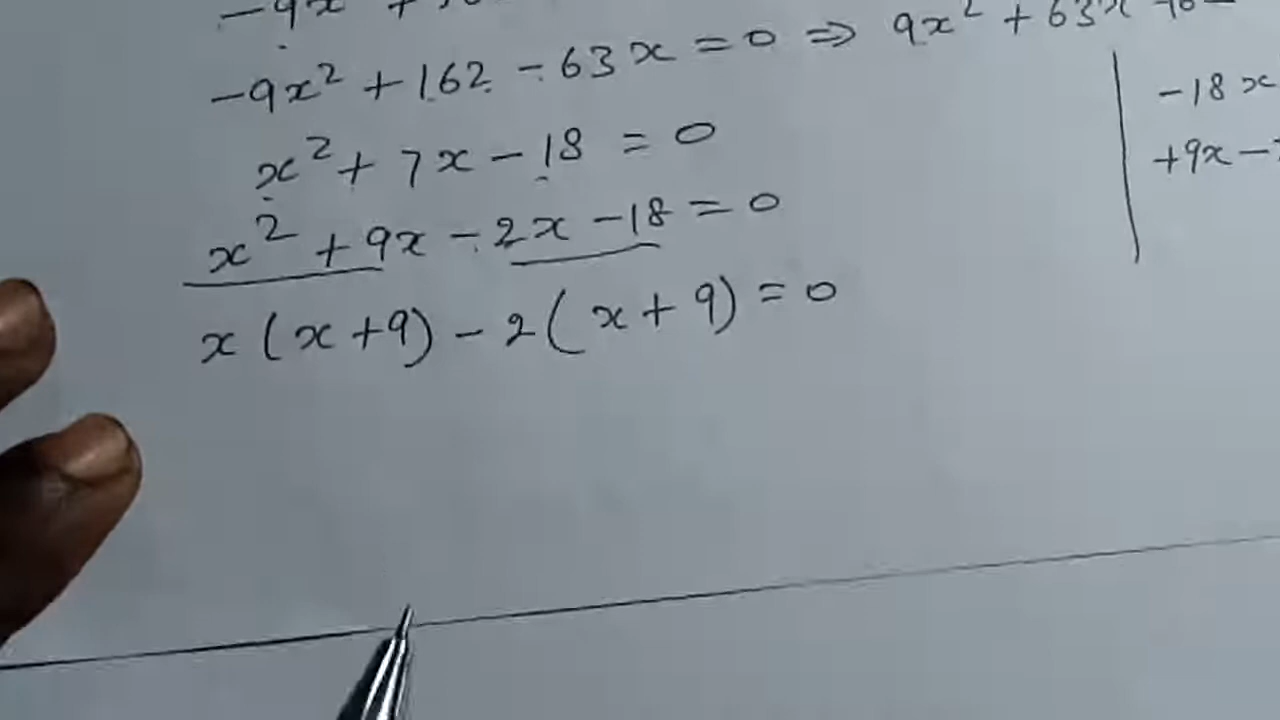 -9x
-9x² + 162 - 63x = 0 ⇒ 9x² + 63x
x² + 7x - 18 = 0
x² + 9x - 2x - 18 = 0
x(x+9) - 2(x+9) = 0
-18x
+9x -